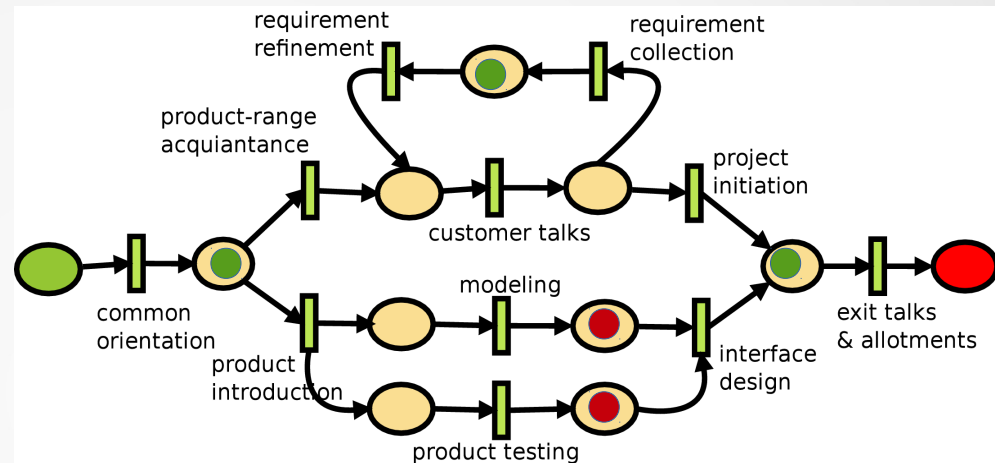 requirement
refinement
requirement
collection
product-range
acquiantance
project
initiation
customer talks
common
orientation
modeling
exit talks
& allotments
product
introduction
interface
design
product testing